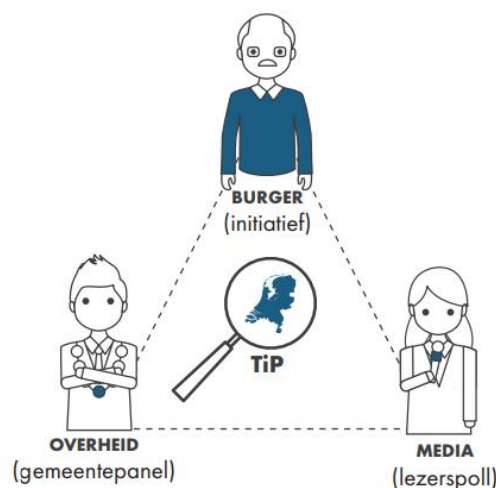 BURGER
(initiatief)
TiP
OVERHEID
(gemeentepanel)
MEDIA
(lezerspoll)